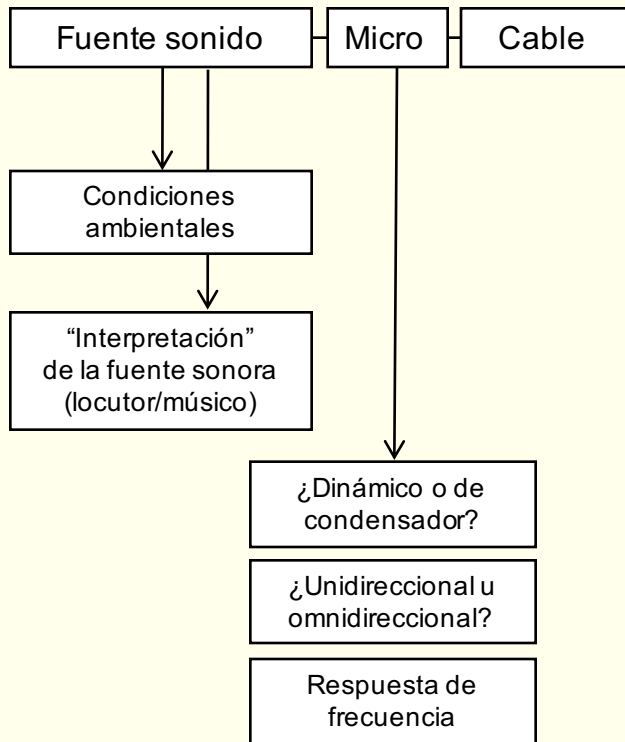 Fuente sonido
Micro
Cable
Condiciones
ambientales
“Interpretación”
de la fuente sonora
(locutor/músico)
¿Dinámico o de
condensador?
¿Unidireccional u
omnidireccional?
Respuesta de
frecuencia